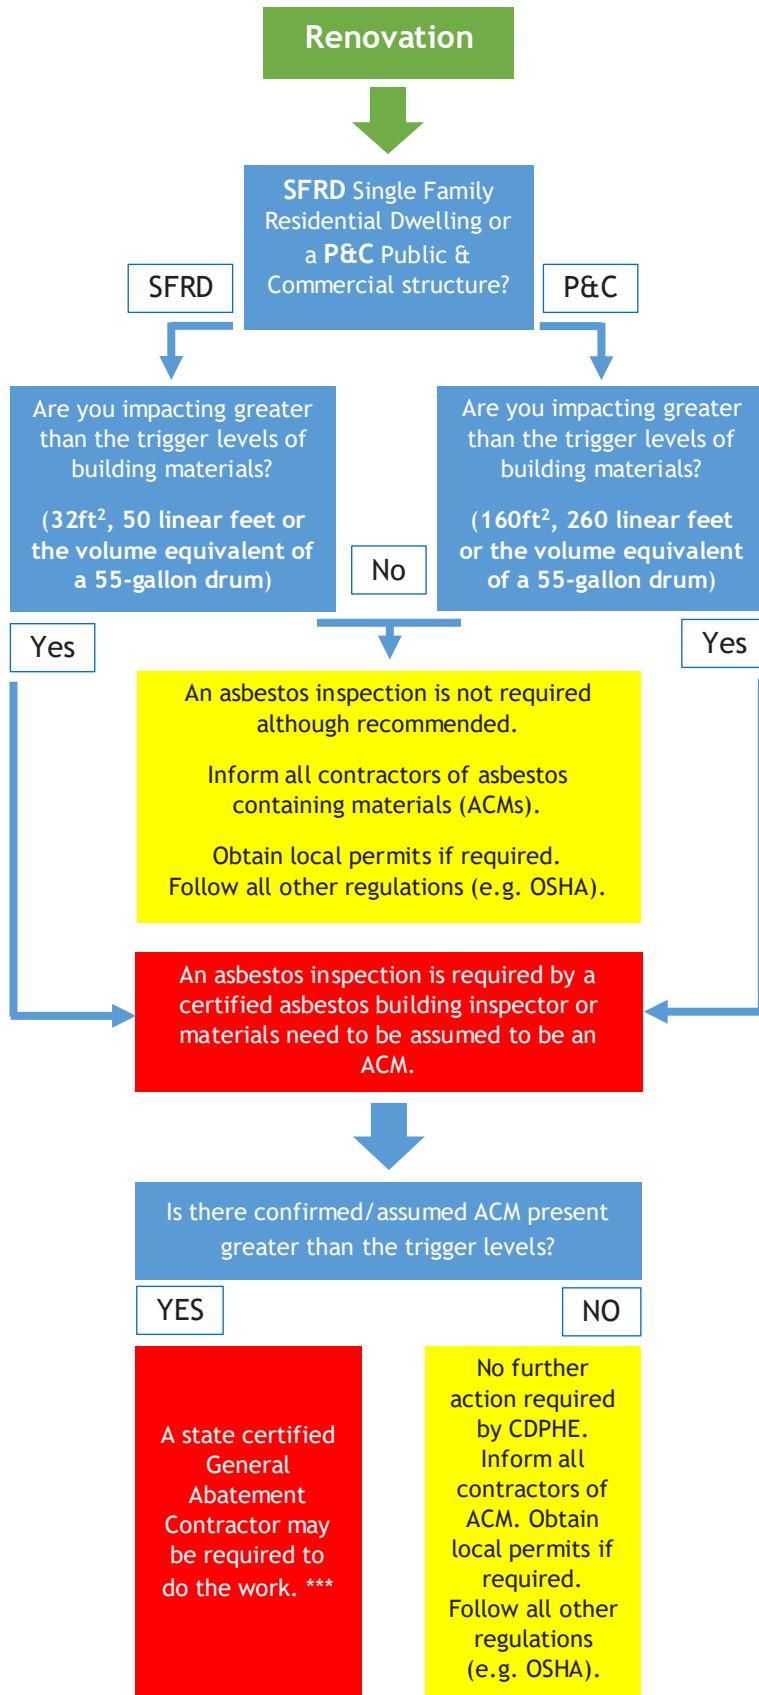 Renovation
SFRD Single Family
Residential Dwelling or
a P&C Public &
Commercial structure?
SFRD
P&C
Are you impacting greater
than the trigger levels of
building materials?
(32ft², 50 linear feet or
the volume equivalent of
a 55-gallon drum)
Are you impacting greater
than the trigger levels of
building materials?
(160ft², 260 linear feet
or the volume equivalent
of a 55-gallon drum)
No
Yes
Yes
An asbestos inspection is not required
although recommended.
Inform all contractors of asbestos
containing materials (ACMs).
Obtain local permits if required.
Follow all other regulations (e.g. OSHA).
An asbestos inspection is required by a
certified asbestos building inspector or
materials need to be assumed to be an
ACM.
Is there confirmed/assumed ACM present
greater than the trigger levels?
YES
NO
A state certified
General
Abatement
Contractor may
be required to
do the work. ***
No further
action required
by CDPHE.
Inform all
contractors of
ACM. Obtain
local permits if
required.
Follow all other
regulations
(e.g. OSHA).